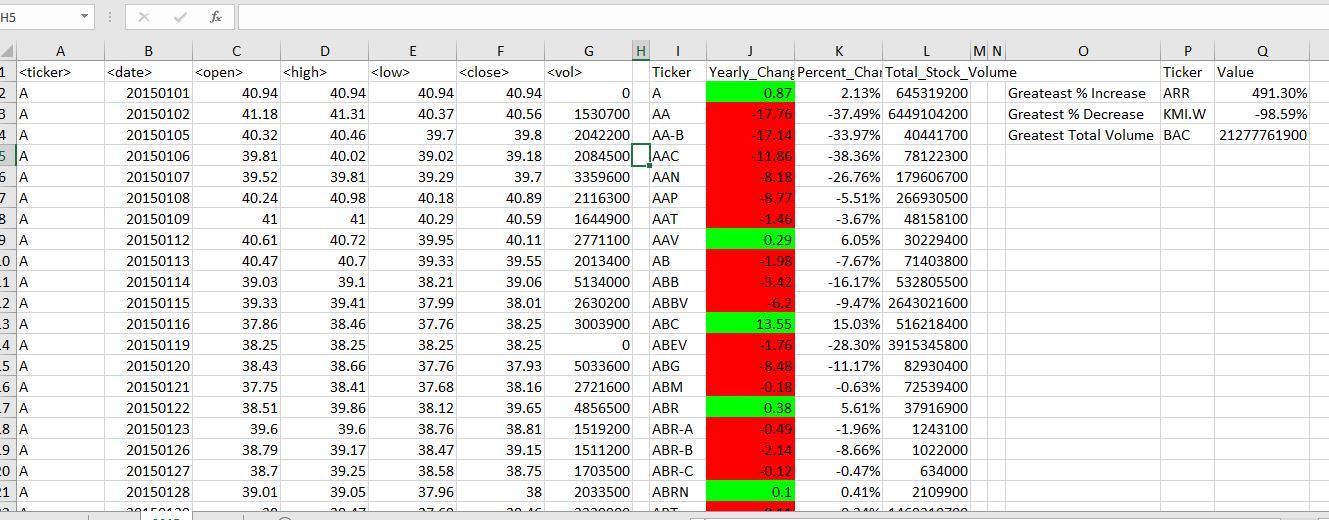 H5 fx
A B C D E F G H I J K L M N O P Q
1 <ticker> <date> <open> <high> <low> <close> <vol> Ticker Yearly_Chang Percent_Char Total_Stock_Volume Ticker Value
2 A 20150101 40.94 40.94 40.94 40.94 0 A 0.87 2.13% 645319200 Greateast % Increase ARR 491.30%
3 A 20150102 41.18 41.31 40.37 40.56 1530700 AA -17.76 -37.49% 6449104200 Greatest % Decrease KMI.W -98.59%
4 A 20150105 40.32 40.46 39.7 39.8 2042200 AA-B -17.14 -33.97% 40441700 Greatest Total Volume BAC 21277761900
5 A 20150106 39.81 40.02 39.02 39.18 2084500 AAC -11.86 -38.36% 78122300
6 A 20150107 39.52 39.81 39.29 39.7 3359600 AAN -8.18 -26.76% 179606700
7 A 20150108 40.24 40.98 40.18 40.89 2116300 AAP -8.77 -5.51% 266930500
8 A 20150109 41 41 40.29 40.59 1644900 AAT -1.46 -3.67% 48158100
9 A 20150112 40.61 40.72 39.95 40.11 2771100 AAV 0.29 6.05% 30229400
10 A 20150113 40.47 40.7 39.33 39.55 2013400 AB -1.98 -7.67% 71403800
11 A 20150114 39.03 39.1 38.21 39.06 5134000 ABB -3.42 -16.17% 532805500
12 A 20150115 39.33 39.41 37.99 38.01 2630200 ABBV -6.2 -9.47% 2643021600
13 A 20150116 37.86 38.46 37.76 38.25 3003900 ABC 13.55 15.03% 516218400
14 A 20150119 38.25 38.25 38.25 38.25 0 ABEV -1.76 -28.30% 3915345800
15 A 20150120 38.43 38.66 37.76 37.93 5033600 ABG -8.48 -11.17% 82930400
16 A 20150121 37.75 38.41 37.68 38.16 2721600 ABM -0.18 -0.63% 72539400
17 A 20150122 38.51 39.86 38.12 39.65 4856500 ABR 0.38 5.61% 37916900
18 A 20150123 39.6 39.6 38.76 38.81 1519200 ABR-A -0.49 -1.96% 1243100
19 A 20150126 38.79 39.17 38.47 39.15 1511200 ABR-B -2.14 -8.66% 1022000
20 A 20150127 38.7 39.25 38.58 38.75 1703500 ABR-C -0.12 -0.47% 634000
21 A 20150128 39.01 39.05 37.96 38 2033500 ABRN 0.1 0.41% 2109900